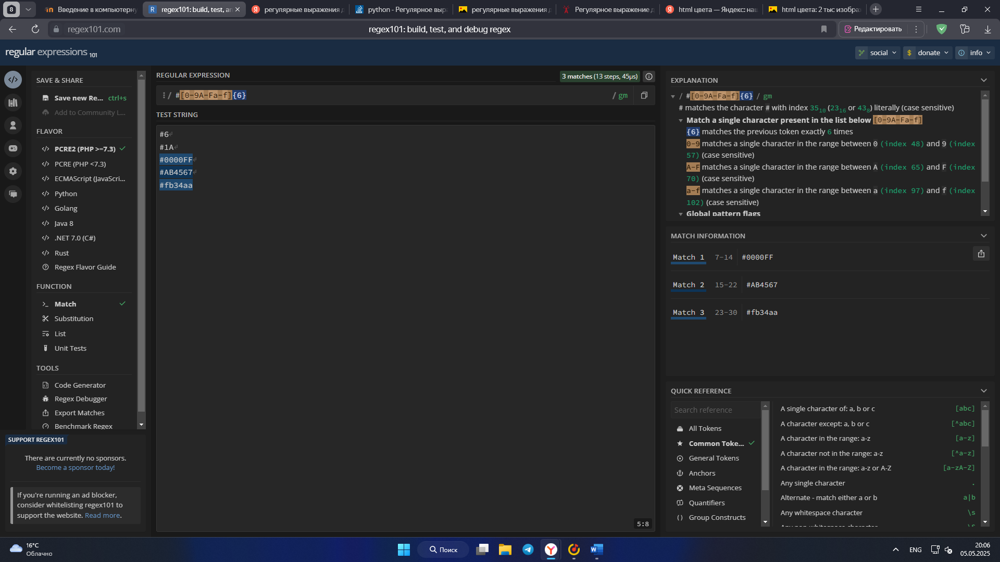 8
Введение в компьютерну
regex101: build, test, an
регулярные выражения д
python - Регулярное выра
регулярные выражения д
Регулярное выражение д
html цвета — Яндекс: наш
html цвета: 2 тыс изобра
regex101.com
regex101: build, test, and debug regex
Редактировать
regular expressions 101
social
donate
info
SAVE & SHARE
Save new Re... ctrl+s
Add to Community L...
FLAVOR
PCRE2 (PHP >=7.3)
PCRE (PHP <7.3)
ECMAScript (JavaScri...
Python
Golang
Java 8
.NET 7.0 (C#)
Rust
Regex Flavor Guide
FUNCTION
Match
Substitution
List
Unit Tests
TOOLS
Code Generator
Regex Debugger
Export Matches
Benchmark Regex
SUPPORT REGEX101
There are currently no sponsors.
Become a sponsor today!
If you're running an ad blocker,
consider whitelisting regex101 to
support the website. Read more.
REGULAR EXPRESSION
3 matches (13 steps, 45μs)
/ #[0-9A-Fa-f]{6} / gm
TEST STRING
#6
#1A
#0000FF
#AB4567
#fb34aa
5:8
EXPLANATION
/ #[0-9A-Fa-f]{6} / gm
# matches the character # with index 35₁₀ (23₁₆ or 43₈) literally (case sensitive)
Match a single character present in the list below [0-9A-Fa-f]
{6} matches the previous token exactly 6 times
0-9 matches a single character in the range between 0 (index 48) and 9 (index
57) (case sensitive)
A-F matches a single character in the range between A (index 65) and F (index
70) (case sensitive)
a-f matches a single character in the range between a (index 97) and f (index
102) (case sensitive)
Global pattern flags
MATCH INFORMATION
Match 1 7-14 #0000FF
Match 2 15-22 #AB4567
Match 3 23-30 #fb34aa
QUICK REFERENCE
Search reference
All Tokens
Common Toke...
General Tokens
Anchors
Meta Sequences
Quantifiers
Group Constructs
A single character of: a, b or c [abc]
A character except: a, b or c [^abc]
A character in the range: a-z [a-z]
A character not in the range: a-z [^a-z]
A character in the range: a-z or A-Z [a-zA-Z]
Any single character .
Alternate - match either a or b a|b
Any whitespace character \s
Any non-whitespace character \S
16°C
Облачно
Поиск
ENG
20:06
05.05.2025